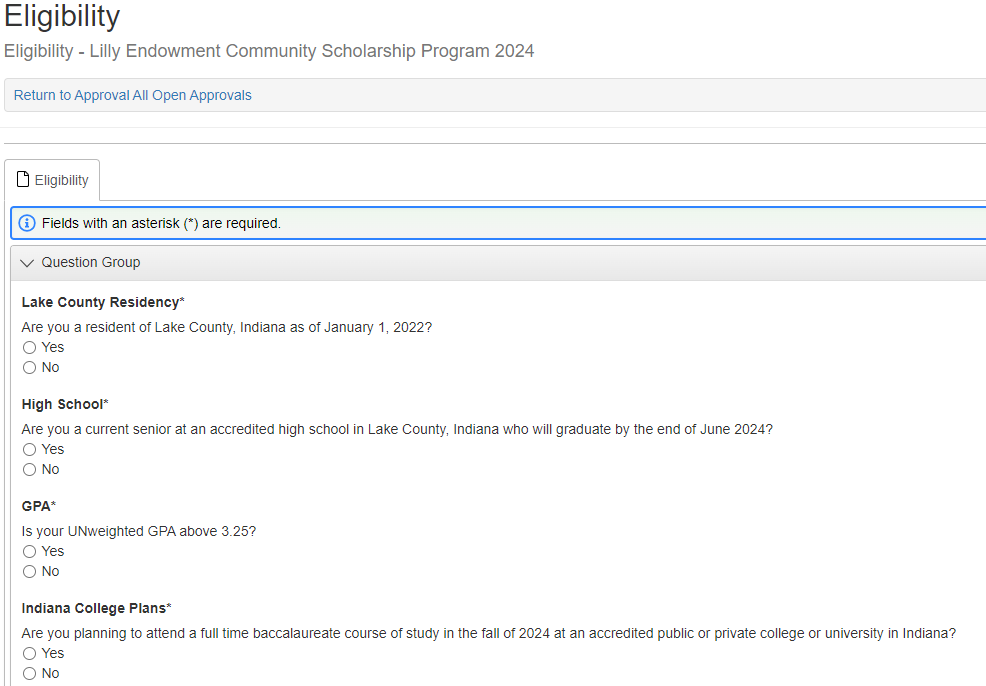 Eligibility
Eligibility - Lilly Endowment Community Scholarship Program 2024
Return to Approval All Open Approvals
Eligibility
Fields with an asterisk (*) are required.
Question Group
Lake County Residency*
Are you a resident of Lake County, Indiana as of January 1, 2022?
Yes
No
High School*
Are you a current senior at an accredited high school in Lake County, Indiana who will graduate by the end of June 2024?
Yes
No
GPA*
Is your UNweighted GPA above 3.25?
Yes
No
Indiana College Plans*
Are you planning to attend a full time baccalaureate course of study in the fall of 2024 at an accredited public or private college or university in Indiana?
Yes
No